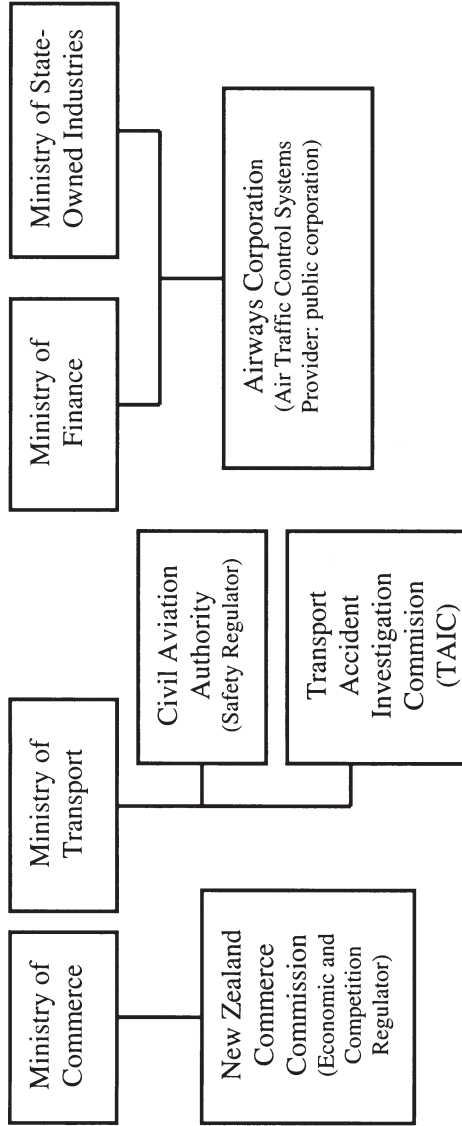 Ministry of
Commerce
New Zealand
Commerce
Commission
(Economic and
Competition
Regulator)
Ministry of
Transport
Civil Aviation
Authority
(Safety Regulator)
Transport
Accident
Investigation
Commision
(TAIC)
Ministry of
Finance
Ministry of State-
Owned Industries
Airways Corporation
(Air Traffic Control Systems
Provider: public corporation)